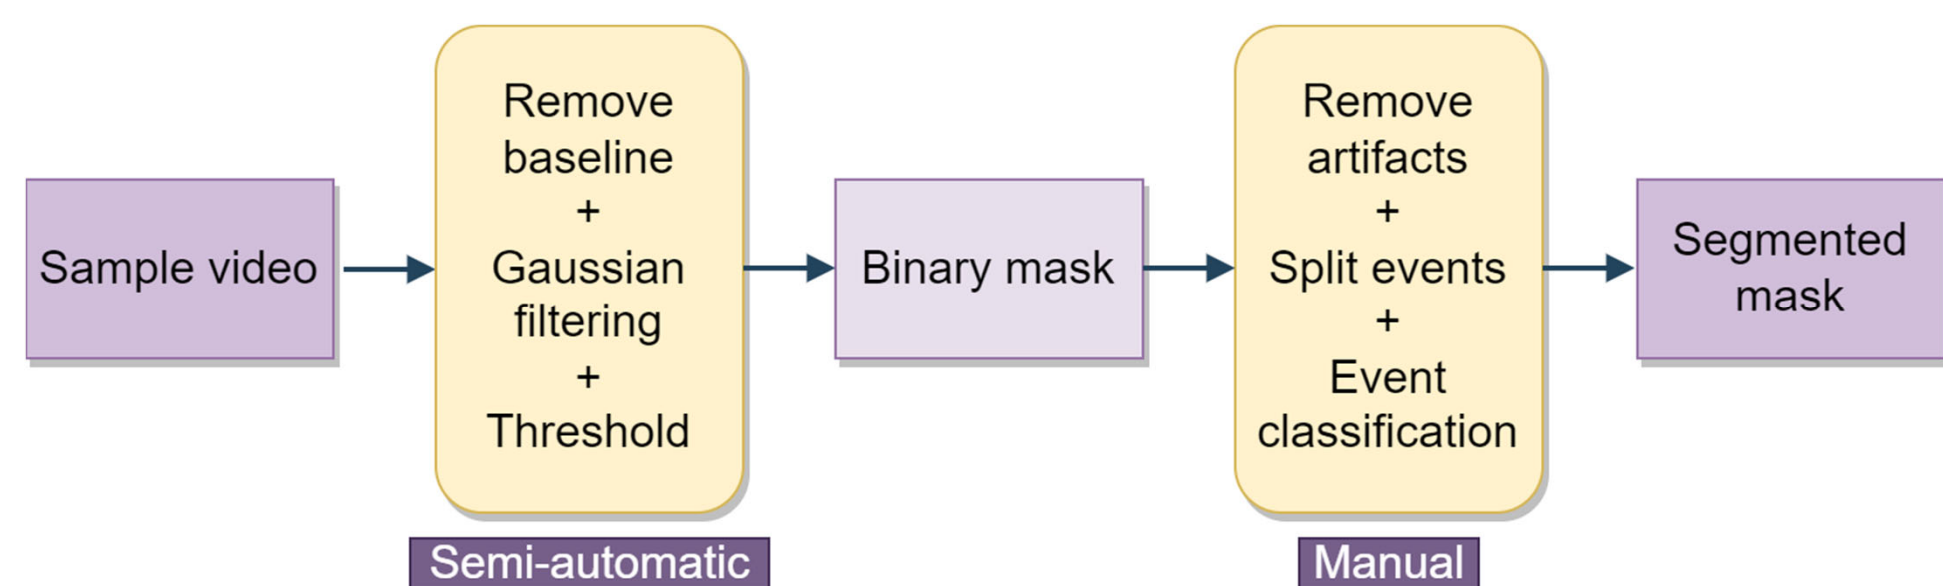 Sample video
Remove
baseline
+
Gaussian
filtering
+
Threshold
Semi-automatic
Binary mask
Remove
artifacts
+
Split events
+
Event
classification
Manual
Segmented
mask